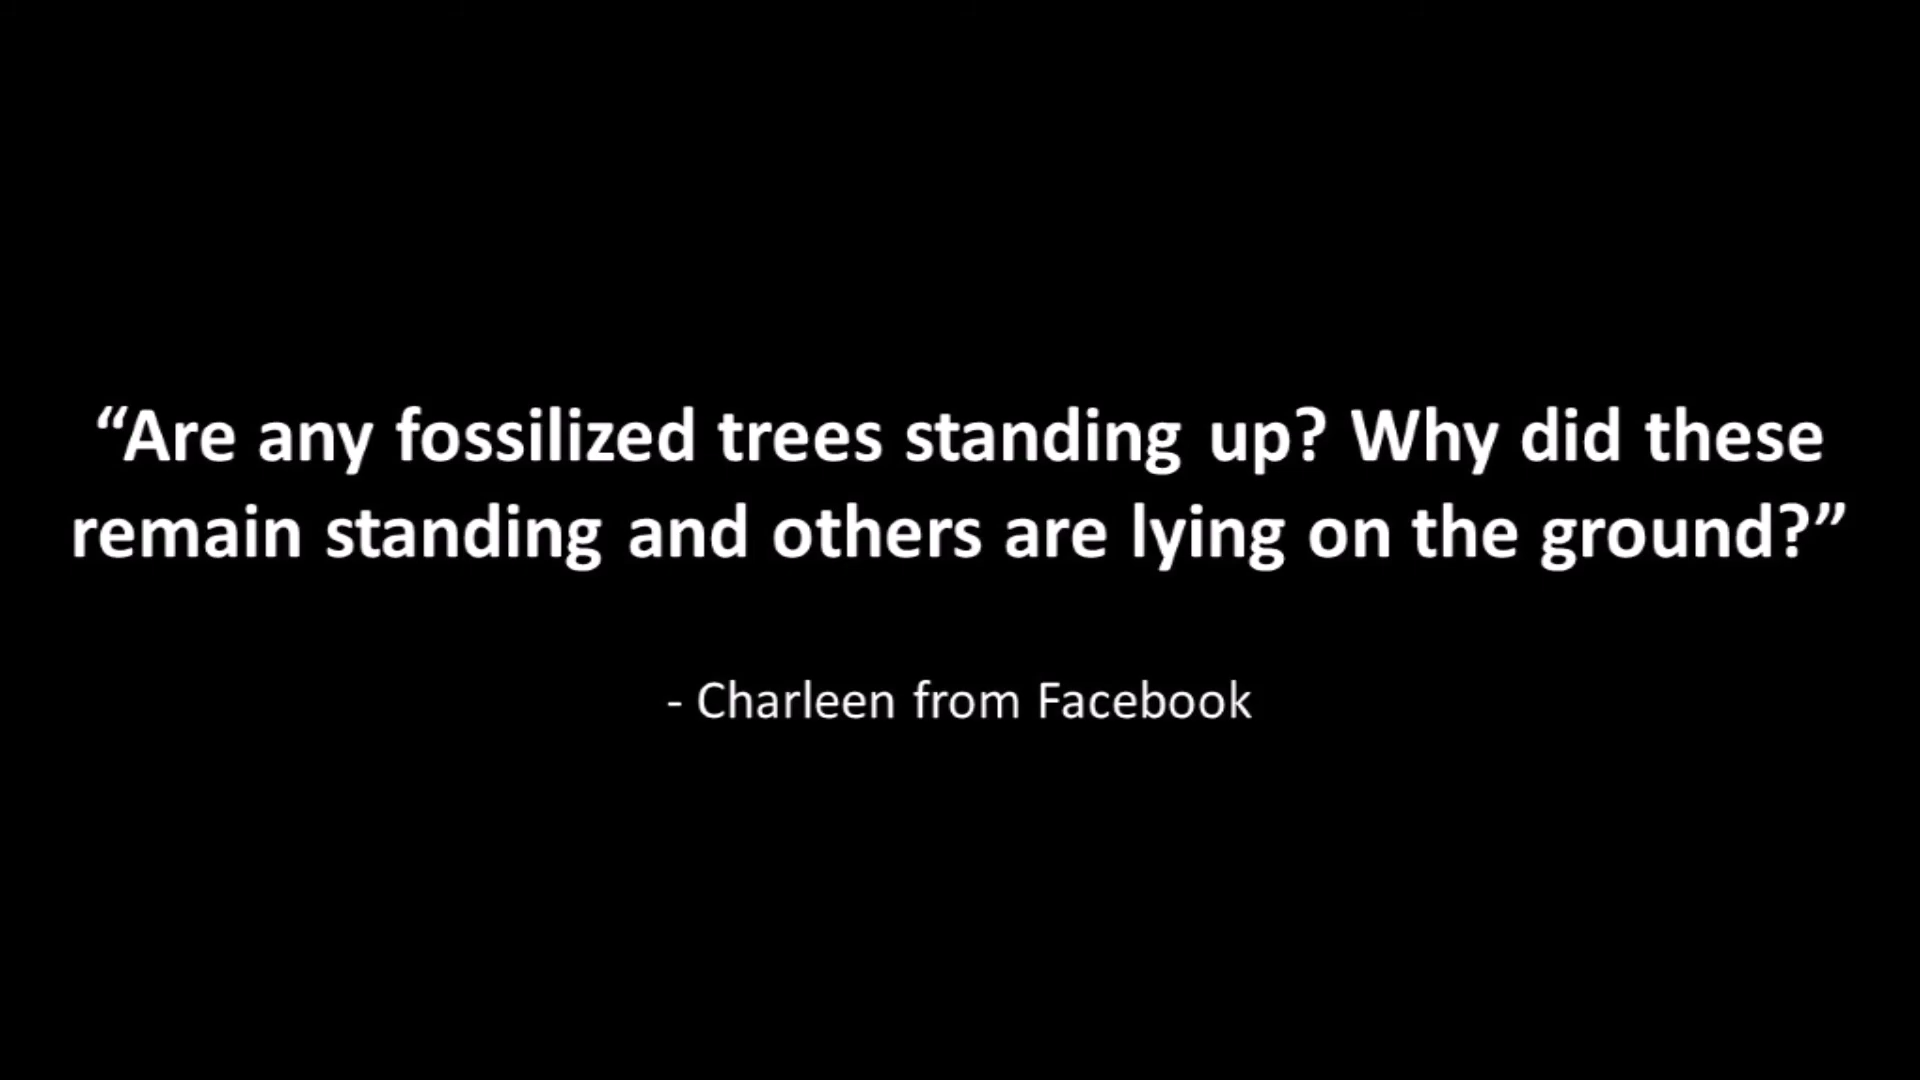 “Are any fossilized trees standing up? Why did these
remain standing and others are lying on the ground?”
- Charleen from Facebook